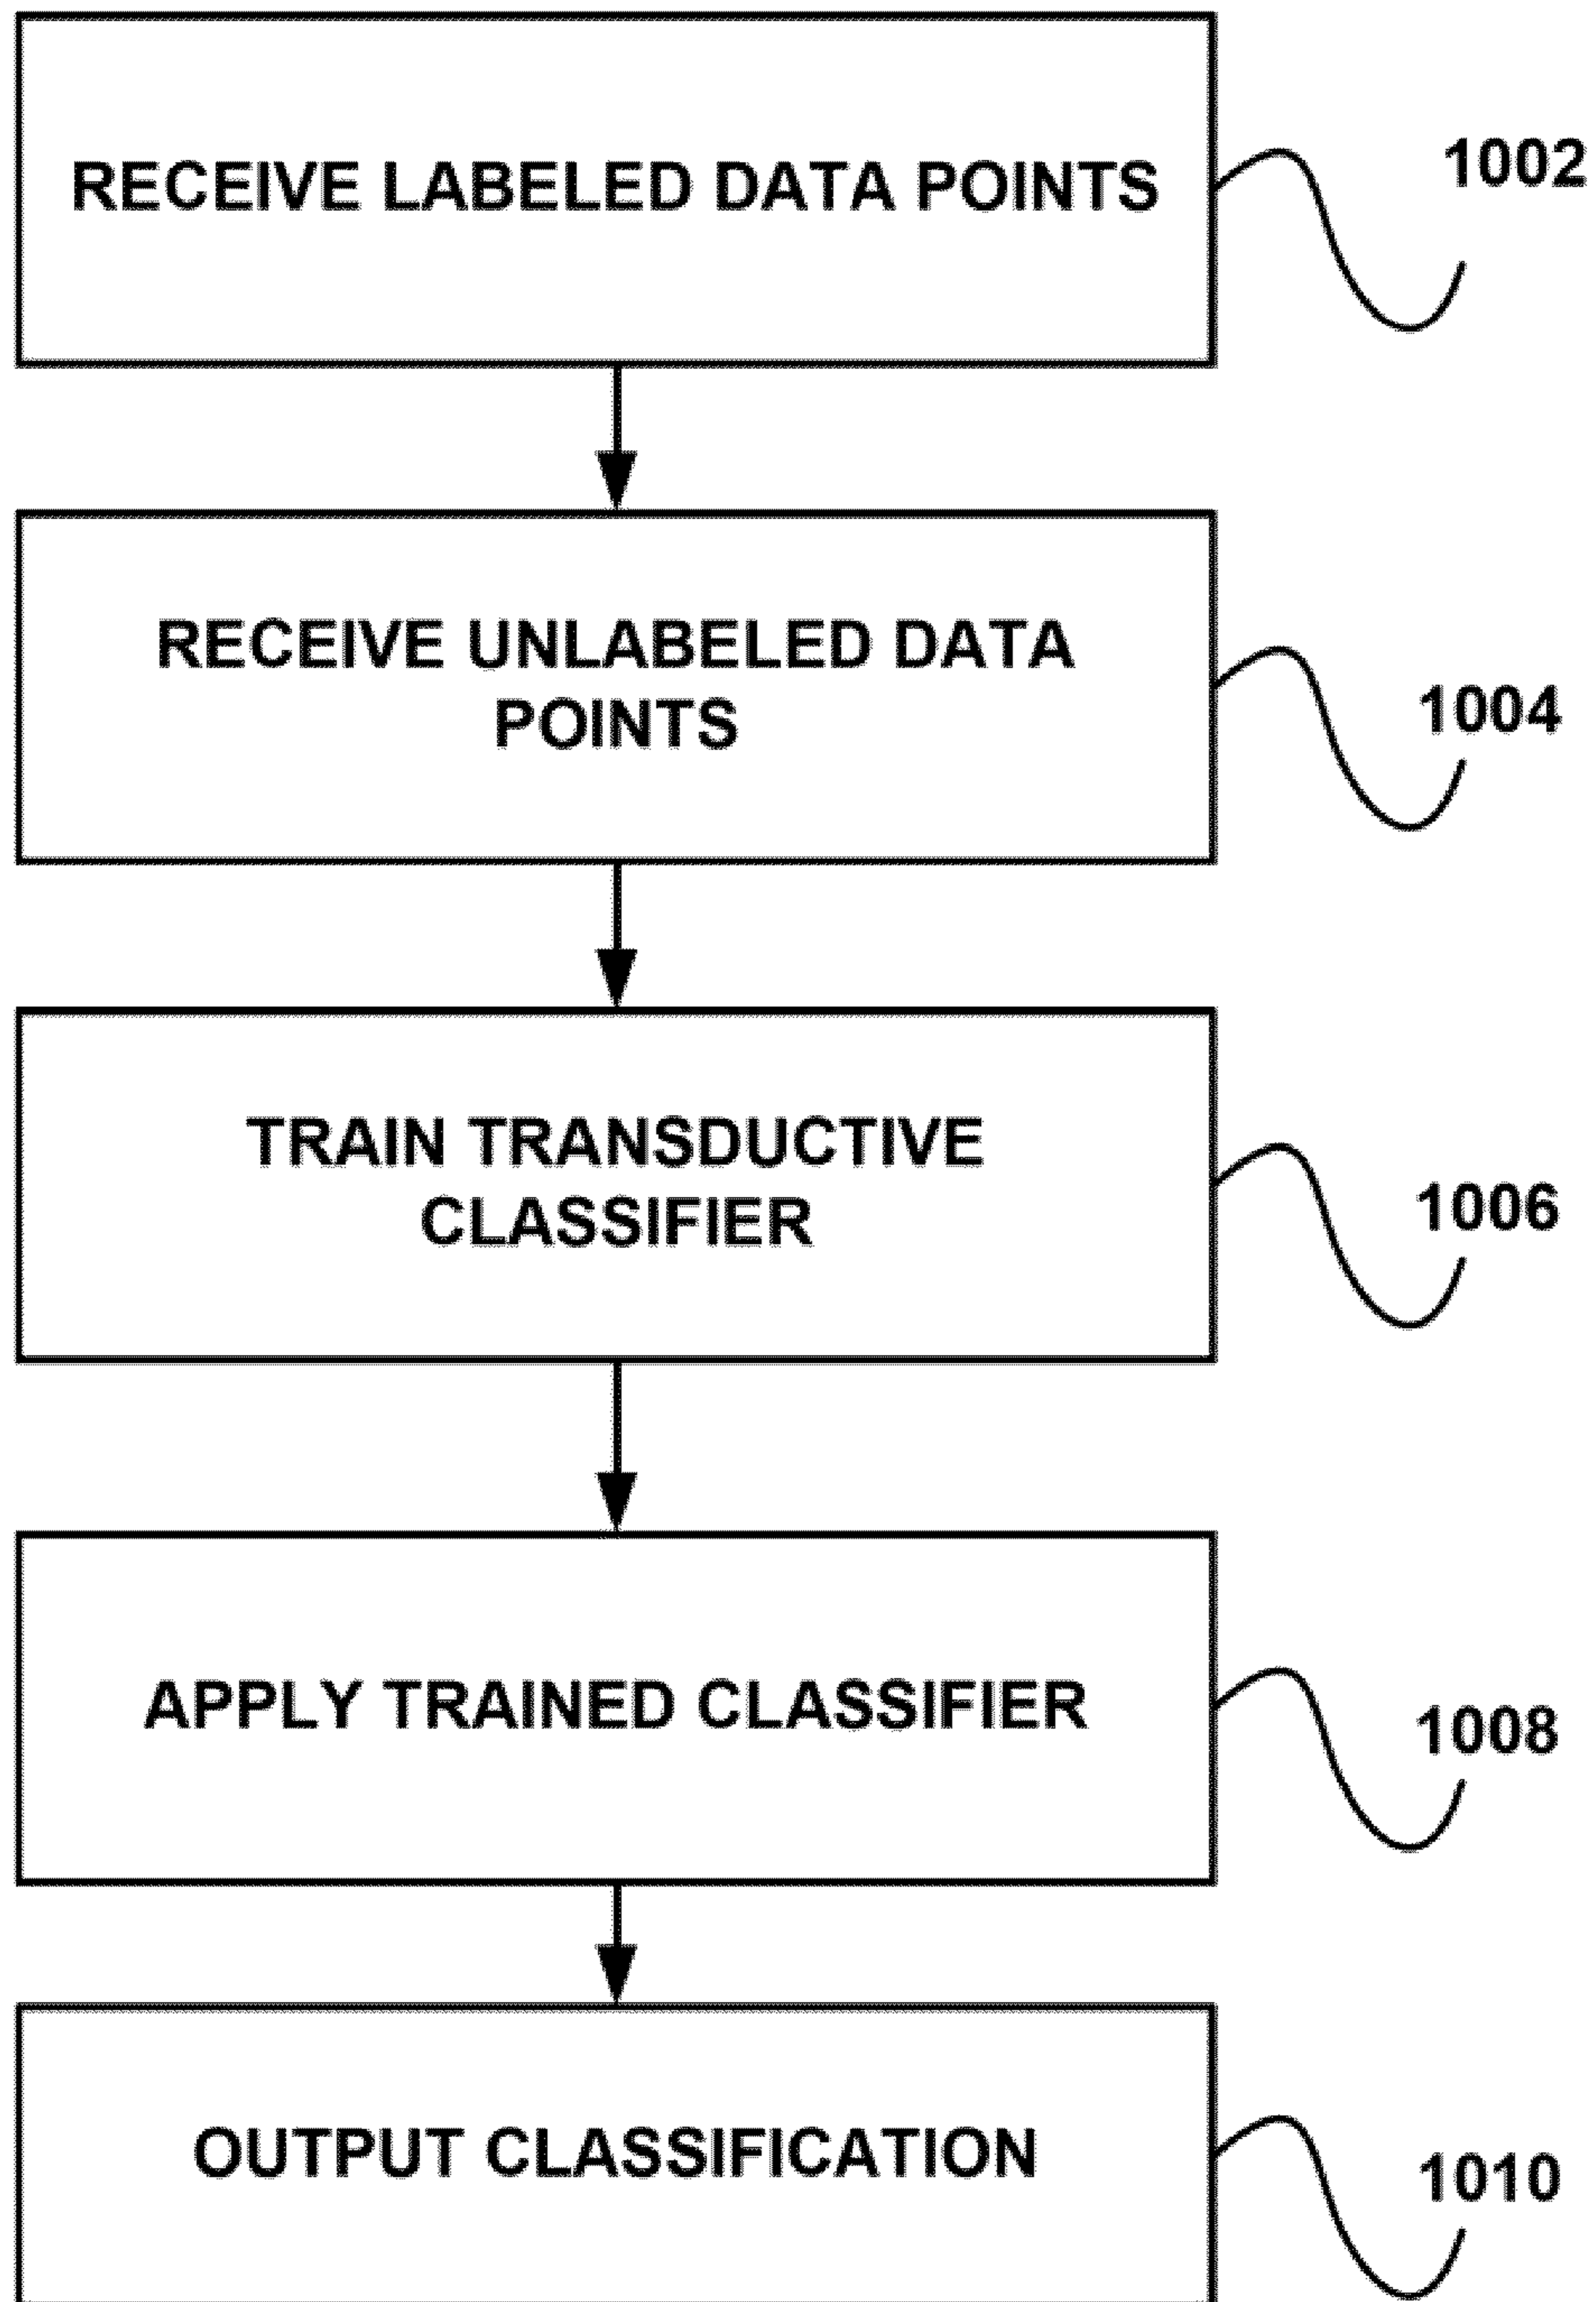 RECEIVE LABELED DATA POINTS
1002
RECEIVE UNLABELED DATA
POINTS
1004
TRAIN TRANSDUCTIVE
CLASSIFIER
1006
APPLY TRAINED CLASSIFIER
1008
OUTPUT CLASSIFICATION
1010